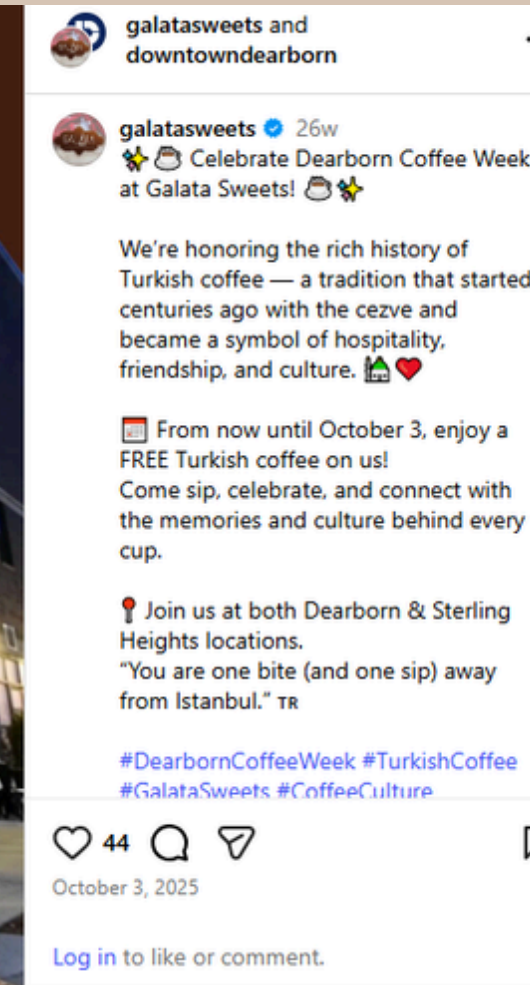 galatasweets and
downtowndearborn
galatasweets 26w
✨☕ Celebrate Dearborn Coffee Week
at Galata Sweets! ☕✨
We're honoring the rich history of
Turkish coffee — a tradition that started
centuries ago with the cezve and
became a symbol of hospitality,
friendship, and culture. 🏡❤️
📅 From now until October 3, enjoy a
FREE Turkish coffee on us!
Come sip, celebrate, and connect with
the memories and culture behind every
cup.
📍 Join us at both Dearborn & Sterling
Heights locations.
"You are one bite (and one sip) away
from Istanbul." TR
#DearbornCoffeeWeek #TurkishCoffee
#GalataSweets #CoffeeCulture
44
October 3, 2025
Log in to like or comment.